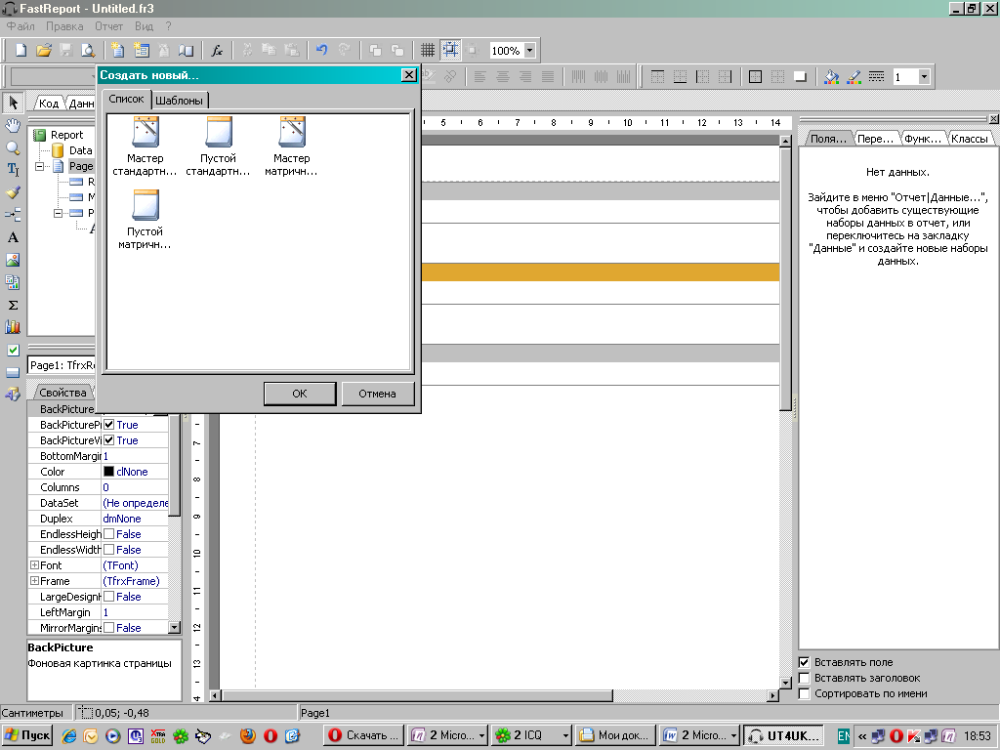 FastReport - Untitled.fr3
Файл Правка Отчет Вид ?
100%
1
Создать новый...
Список Шаблоны
Мастер стандартн...
Пустой стандартн...
Мастер матричн...
Пустой матричн...
OK Отмена
Код Данн
Report
Data
Page
R
M
P
A
Page1: TfrxRe
Свойства
BackPicture
BackPicturePr True
BackPictureVi True
BottomMargin 1
Color clNone
Columns 0
DataSet (Не определе
Duplex dmNone
EndlessHeigh False
EndlessWidth False
Font (TFont)
Frame (TfrxFrame)
LargeDesignH False
LeftMargin 1
MirrorMargins False
BackPicture
Фоновая картинка страницы
5 6 7 8 9 10 11 12 13 14
7
8
9
10
11
12
13
4
Поля... Пере... Функ... Классы
Нет данных.
Зайдите в меню "Отчет|Данные...",
чтобы добавить существующие
наборы данных в отчет, или
переключитесь на закладку
"Данные" и создайте новые наборы
данных.
Вставлять поле
Вставлять заголовок
Сортировать по имени
Сантиметры 0,05; -0,48 Page1
Пуск Скачать ... 2 Micro... 2 ICQ Мои док... 2 Micro... UT4UK... EN « 18:53